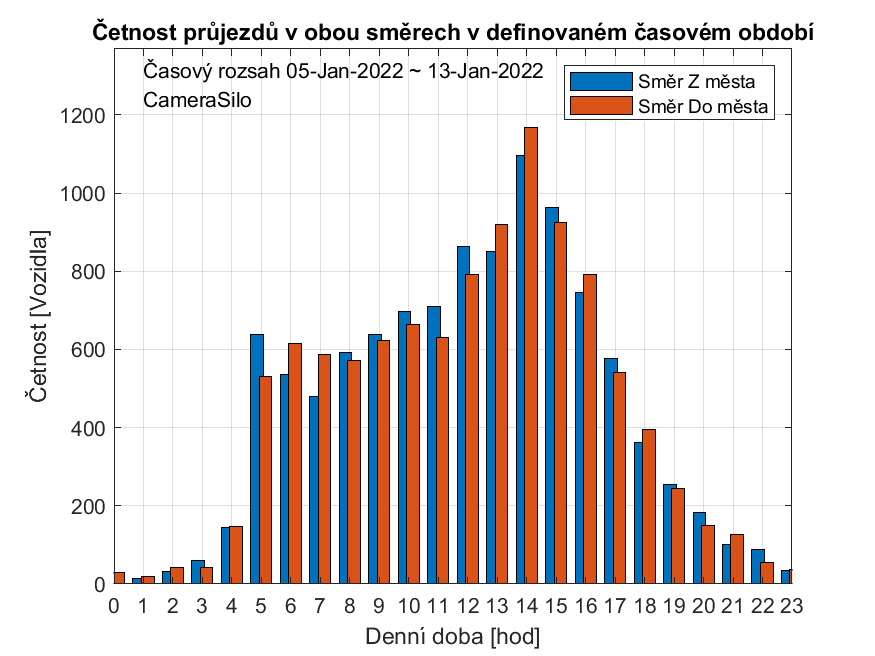 Četnost průjezdů v obou směrech v definovaném časovém období
Časový rozsah 05-Jan-2022 ~ 13-Jan-2022
CameraSilo
Směr Z města
Směr Do města
Četnost [Vozidla]
1200
1000
800
600
400
200
0
0 1 2 3 4 5 6 7 8 9 10 11 12 13 14 15 16 17 18 19 20 21 22 23
Denní doba [hod]